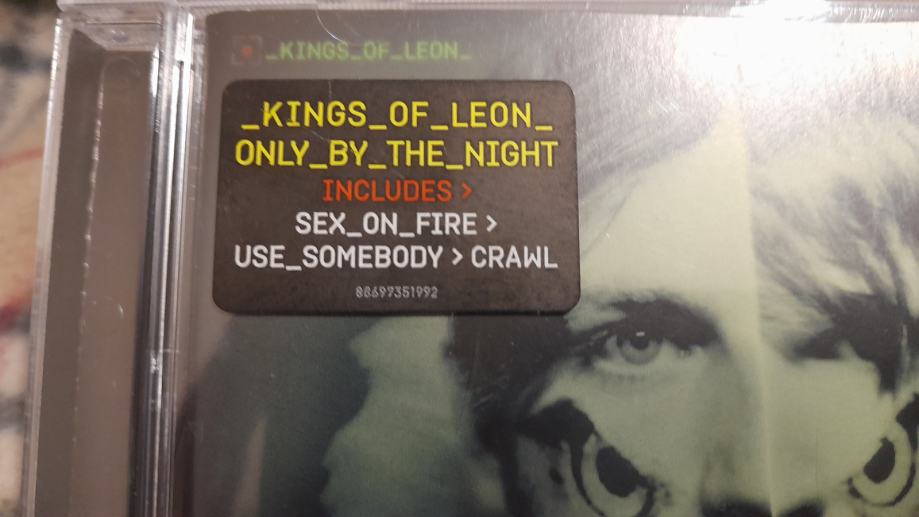 _KINGS_OF_LEON_
_KINGS_OF_LEON_
ONLY_BY_THE_NIGHT
INCLUDES >
SEX_ON_FIRE >
USE_SOMEBODY > CRAWL
88697351992